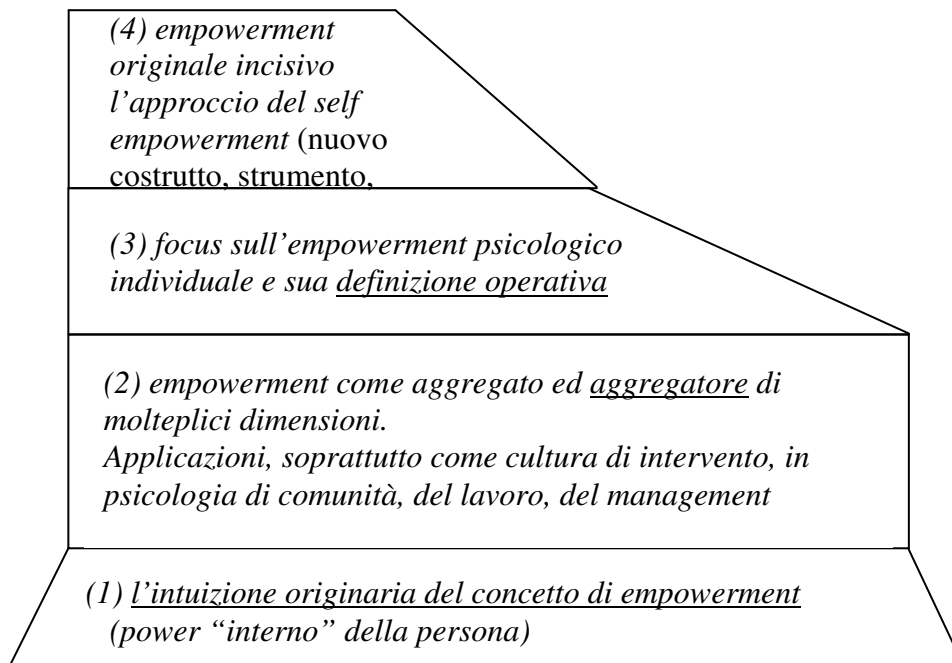 (4) empowerment
originale incisivo
l’approccio del self
empowerment (nuovo
costrutto, strumento,
(3) focus sull’empowerment psicologico
individuale e sua definizione operativa
(2) empowerment come aggregato ed aggregatore di
molteplici dimensioni.
Applicazioni, soprattutto come cultura di intervento, in
psicologia di comunità, del lavoro, del management
(1) l’intuizione originaria del concetto di empowerment
(power “interno” della persona)